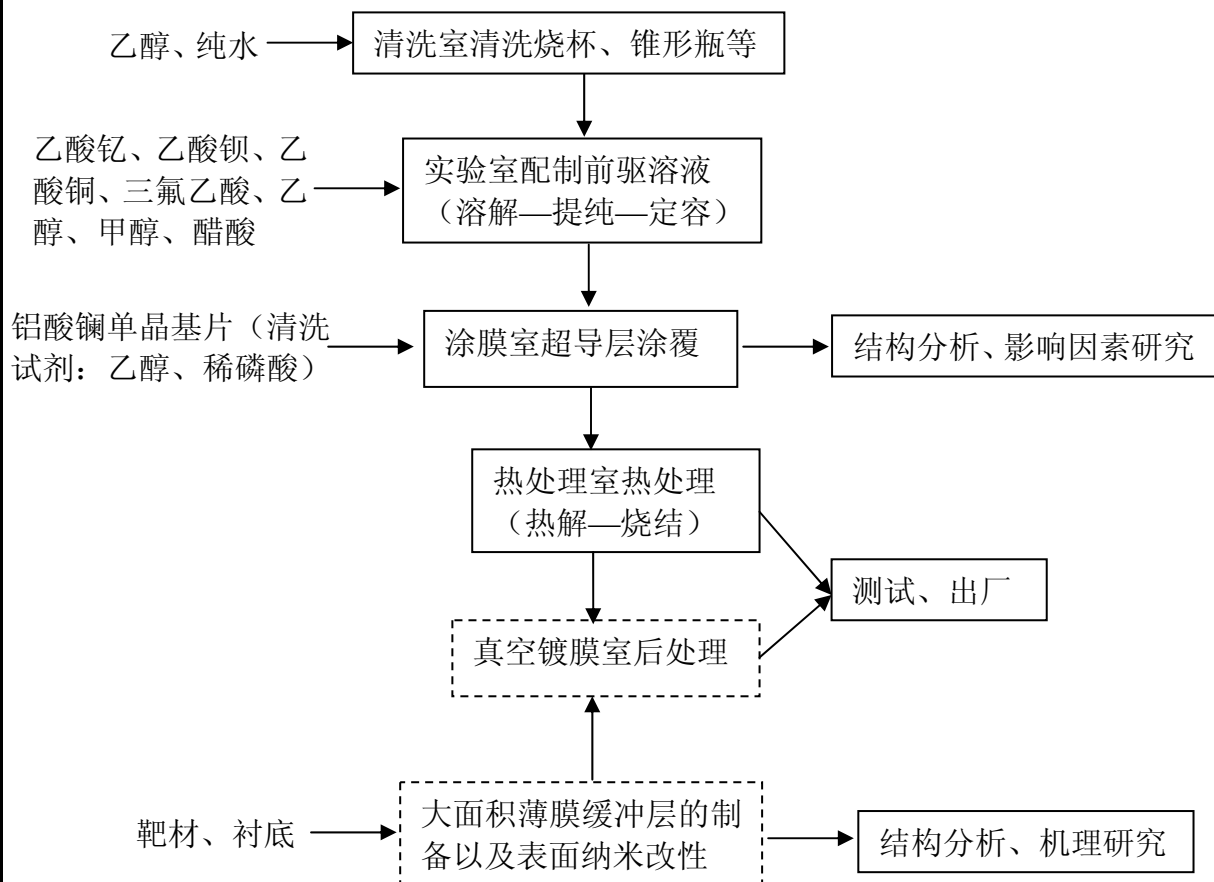 乙醇、纯水
清洗室清洗烧杯、锥形瓶等
乙酸钇、乙酸钡、乙
酸铜、三氟乙酸、乙
醇、甲醇、醋酸
实验室配制前驱溶液
（溶解—提纯—定容）
铝酸镧单晶基片（清洗
试剂：乙醇、稀磷酸）
涂膜室超导层涂覆
结构分析、影响因素研究
热处理室热处理
（热解—烧结）
测试、出厂
真空镀膜室后处理
靶材、衬底
大面积薄膜缓冲层的制
备以及表面纳米改性
结构分析、机理研究